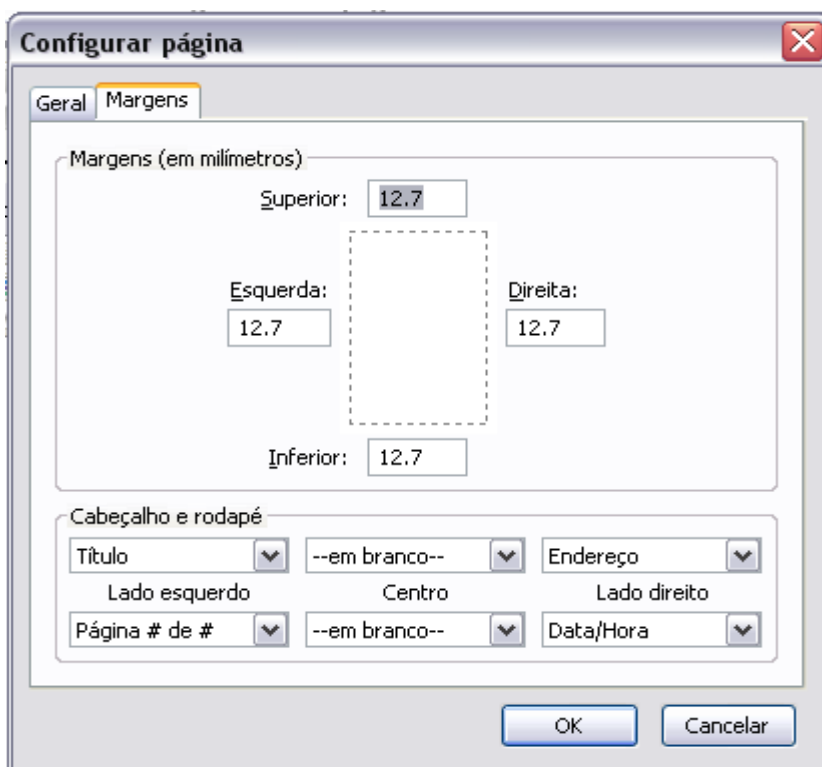 Configurar página
Geral Margens
Margens (em milímetros)
Superior: 12.7
Esquerda: Direita:
12.7 12.7
Inferior: 12.7
Cabeçalho e rodapé
Título --em branco-- Endereço
Lado esquerdo Centro Lado direito
Página # de # --em branco-- Data/Hora
OK Cancelar